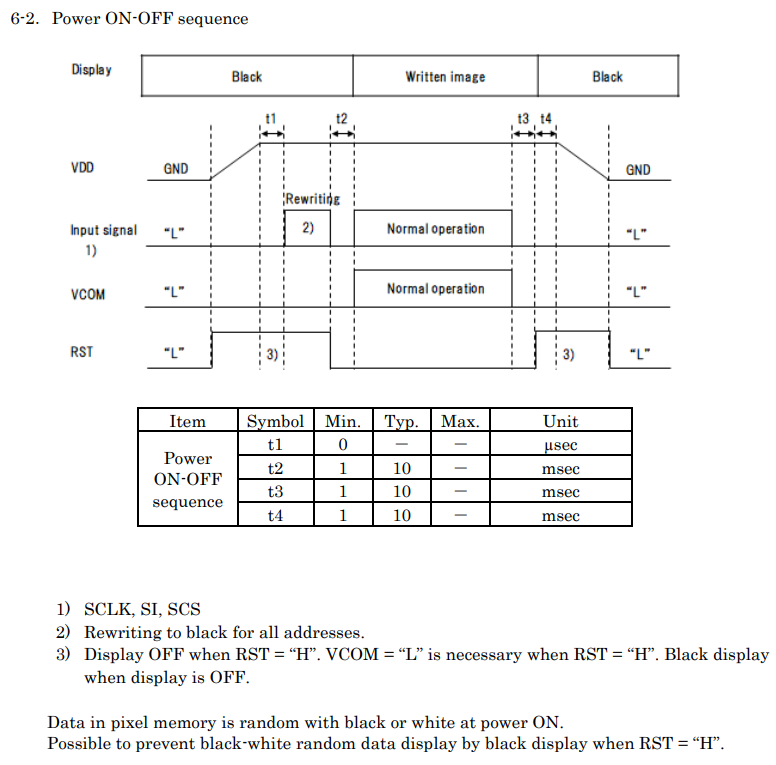 6-2. Power ON-OFF sequence
Display Black Written image Black
t1 t2 t3 t4
VDD GND GND
Rewriting
Input signal "L" 2) Normal operation "L"
1)
VCOM "L" Normal operation "L"
RST "L" 3) 3) "L"
Item Symbol Min. Typ. Max. Unit
Power ON-OFF sequence t1 0 — — μsec
t2 1 10 — msec
t3 1 10 — msec
t4 1 10 — msec
1) SCLK, SI, SCS
2) Rewriting to black for all addresses.
3) Display OFF when RST = “H”. VCOM = “L” is necessary when RST = “H”. Black display
when display is OFF.
Data in pixel memory is random with black or white at power ON.
Possible to prevent black-white random data display by black display when RST = “H”.